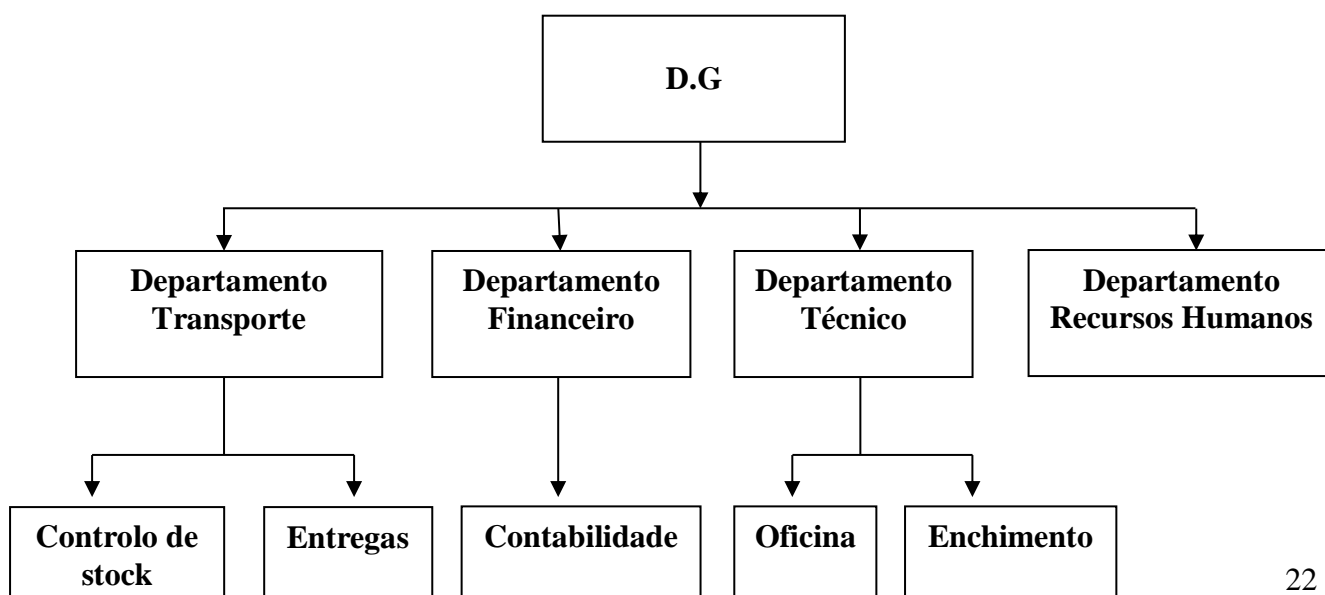 D.G
Departamento
Transporte
Departamento
Financeiro
Departamento
Técnico
Departamento
Recursos Humanos
Controlo de
stock
Entregas
Contabilidade
Oficina
Enchimento
22